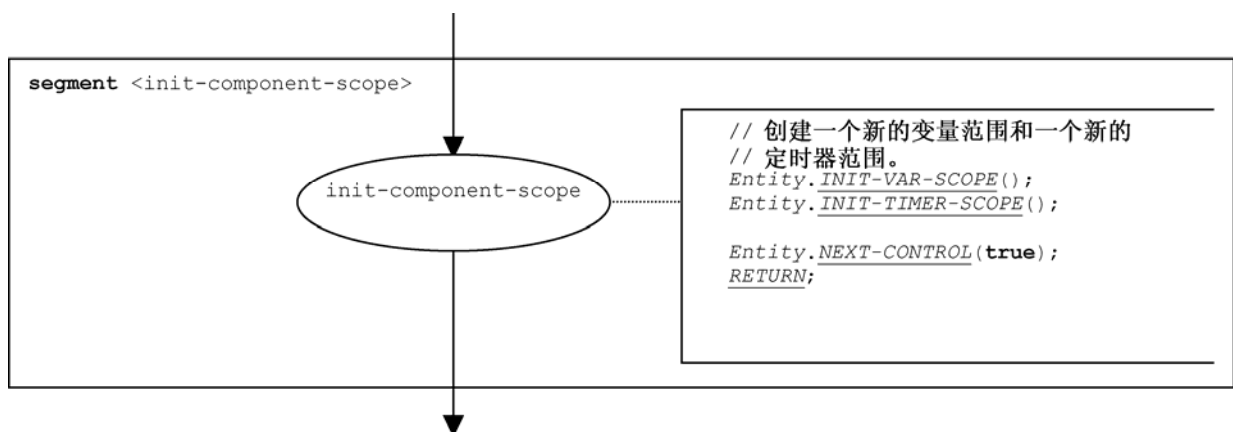 segment <init-component-scope>
init-component-scope
// 创建一个新的变量范围和一个新的
// 定时器范围。
Entity.INIT-VAR-SCOPE();
Entity.INIT-TIMER-SCOPE();
Entity.NEXT-CONTROL(true);
RETURN;